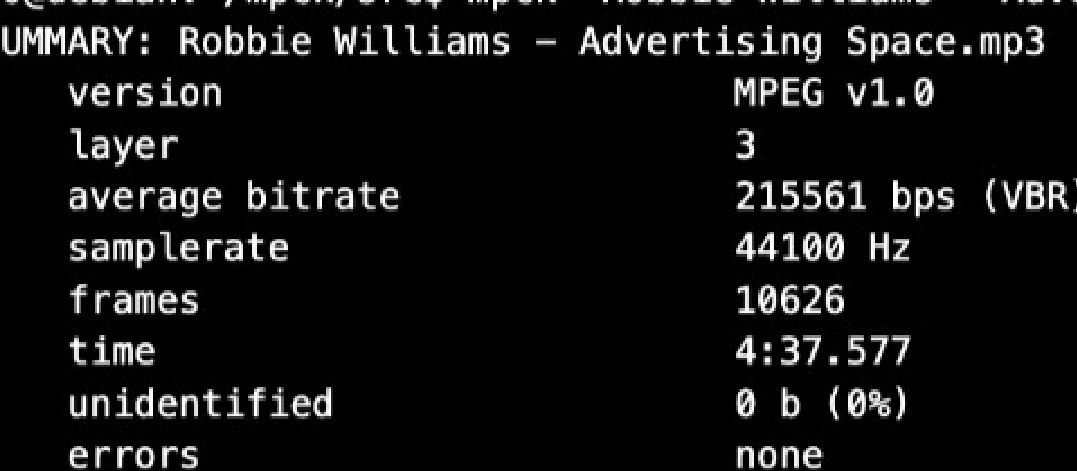 UMMARY: Robbie Williams - Advertising Space.mp3
version MPEG v1.0
layer 3
average bitrate 215561 bps (VBR)
samplerate 44100 Hz
frames 10626
time 4:37.577
unidentified 0 b (0%)
errors none